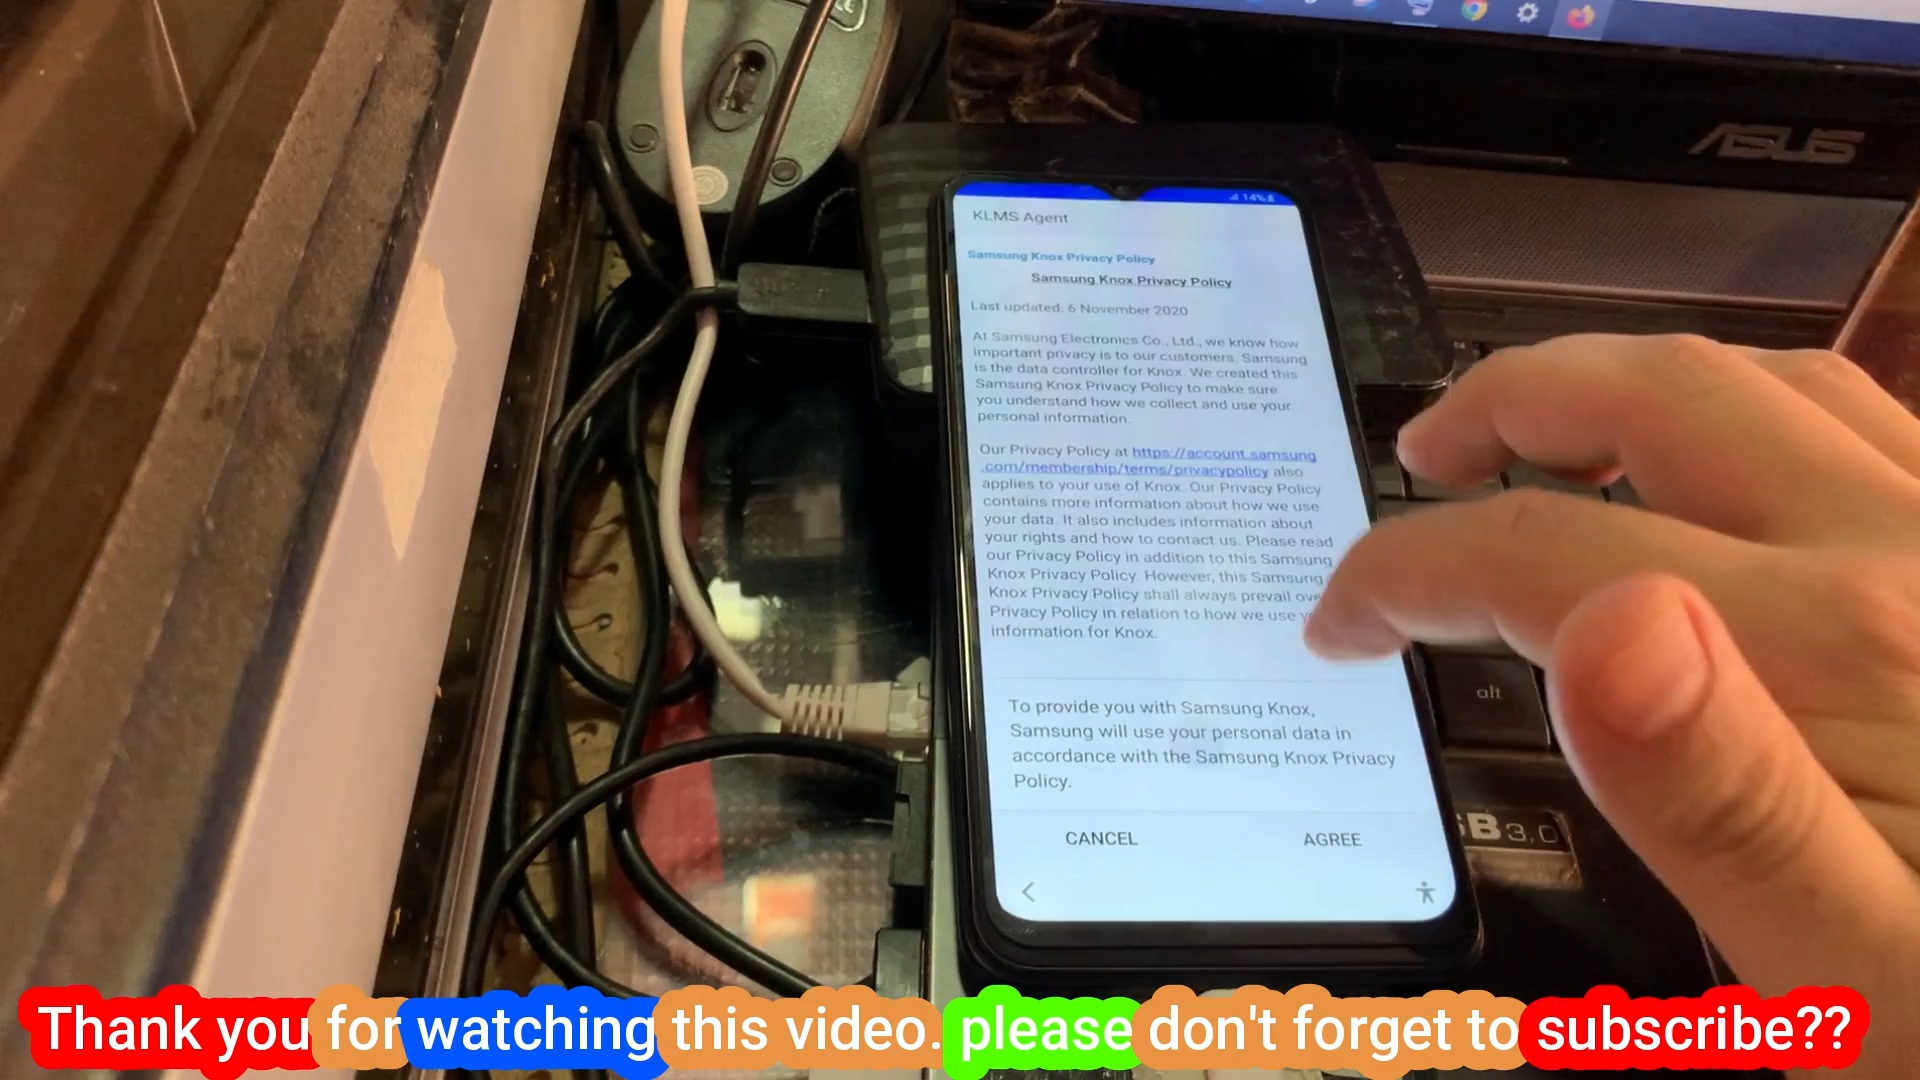 ASUS
14%
KLMS Agent
Samsung Knox Privacy Policy
Samsung Knox Privacy Policy
Last updated: 6 November 2020
At Samsung Electronics Co., Ltd., we know how
important privacy is to our customers. Samsung
is the data controller for Knox. We created this
Samsung Knox Privacy Policy to make sure
you understand how we collect and use your
personal information.
Our Privacy Policy at https://account.samsung
.com/membership/terms/privacypolicy also
applies to your use of Knox. Our Privacy Policy
contains more information about how we use
your data. It also includes information about
your rights and how to contact us. Please read
our Privacy Policy in addition to this Samsung
Knox Privacy Policy. However, this Samsung
Knox Privacy Policy shall always prevail
Privacy Policy in relation to how we use
information for Knox.
To provide you with Samsung Knox,
Samsung will use your personal data in
accordance with the Samsung Knox Privacy
Policy.
CANCEL AGREE
alt
SB 3.0
Thank you for watching this video. please don't forget to subscribe??